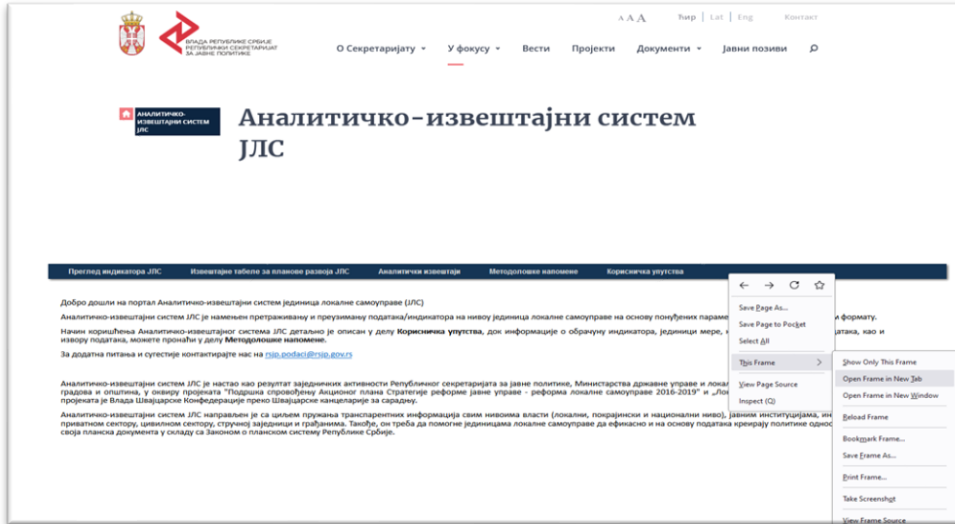 A A A Ћир | Lat | Eng Контакт
ВЛАДА РЕПУБЛИКЕ СРБИЈЕ
РЕПУБЛИЧКИ СЕКРЕТАРИЈАТ
ЗА ЈАВНЕ ПОЛИТИКЕ
О Секретаријату У фокусу Вести Пројекти Документи Јавни позиви
АНАЛИТИЧКО-
ИЗВЕШТАЈНИ СИСТЕМ
ЈЛС
Аналитичко-извештајни систем
ЈЛС
Преглед индикатора ЈЛС Извештајне табеле за планове развоја ЈЛС Аналитички извештаји Методолошке напомене Корисничка упутства
Добро дошли на портал Аналитичко-извештајни систем јединица локалне самоуправе (ЈЛС)
Аналитичко-извештајни систем ЈЛС је намењен претраживању и преузимању података/индикатора на нивоу јединица локалне самоуправе на основу понуђених параме м формату.
Начин коришћења Аналитичко-извештајног система ЈЛС детаљно је описан у делу Корисничка упутства, док информације о обрачуну индикатора, јединици мере, атака, као и
извору података, можете пронаћи у делу Методолошке напомене.
За додатна питања и сугестије контактирајте нас на rsjp.podaci@rsjp.gov.rs
Аналитичко-извештајни систем ЈЛС је настао као резултат заједничких активности Републичког секретаријата за јавне политике, Министарства државне управе и локал
градова и општина, у оквиру пројеката "Подршка спровођењу Акционог плана Стратегије реформе јавне управе - реформа локалне самоуправе 2016-2019" и
пројеката је Влада Швајцарске Конфедерације преко Швајцарске канцеларије за сарадњу.
Аналитичко-извештајни систем ЈЛС направљен је са циљем пружања транспарентних информација свим нивоима власти (локални, покрајински и национални ниво), јавним институцијама, ин
приватном сектору, цивилном сектору, стручној заједници и грађанима. Такође, он треба да помогне јединицама локалне самоуправе да ефикасно и на основу података креирају политике однос
своја планска документа у складу са Законом о планском систему Републике Србије.
Save Page As...
Save Page to Pocket
Select All
This Frame
View Page Source
Inspect (Q)
Show Only This Frame
Open Frame in New Tab
Open Frame in New Window
Reload Frame
Bookmark Frame...
Save Frame As...
Print Frame...
Take Screenshot
View Frame Source